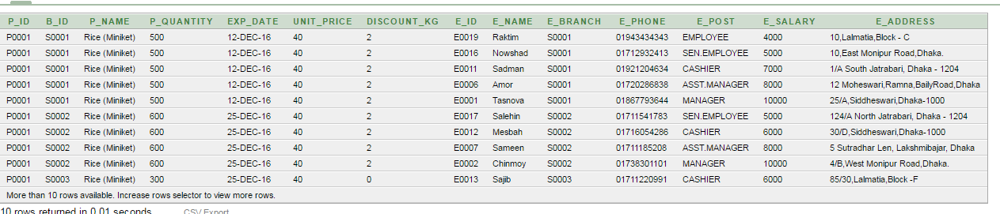 P_ID B_ID P_NAME P_QUANTITY EXP_DATE UNIT_PRICE DISCOUNT_KG E_ID E_NAME E_BRANCH E_PHONE E_POST E_SALARY E_ADDRESS
P0001 S0001 Rice (Miniket) 500 12-DEC-16 40 2 E0019 Raktim S0001 01943434343 EMPLOYEE 4000 10,Lalmatia,Block - C
P0001 S0001 Rice (Miniket) 500 12-DEC-16 40 2 E0016 Nowshad S0001 01712932413 SEN.EMPLOYEE 5000 10,East Monipur Road,Dhaka.
P0001 S0001 Rice (Miniket) 500 12-DEC-16 40 2 E0011 Sadman S0001 01921204634 CASHIER 7000 1/A South Jatrabari, Dhaka - 1204
P0001 S0001 Rice (Miniket) 500 12-DEC-16 40 2 E0006 Amor S0001 01720286838 ASST.MANAGER 8000 12 Moheswari,Ramna,BailyRoad,Dhaka
P0001 S0001 Rice (Miniket) 500 12-DEC-16 40 2 E0001 Tasnova S0001 01867793644 MANAGER 10000 25/A,Siddheswari,Dhaka-1000
P0001 S0002 Rice (Miniket) 600 25-DEC-16 40 2 E0017 Salehin S0002 01711541783 SEN.EMPLOYEE 5000 124/A North Jatrabari, Dhaka - 1204
P0001 S0002 Rice (Miniket) 600 25-DEC-16 40 2 E0012 Mesbah S0002 01716054286 CASHIER 6000 30/D,Siddheswari,Dhaka-1000
P0001 S0002 Rice (Miniket) 600 25-DEC-16 40 2 E0007 Sameen S0002 01711185208 ASST.MANAGER 8000 5 Sutradhar Len, Lakshmibajar, Dhaka
P0001 S0002 Rice (Miniket) 600 25-DEC-16 40 2 E0002 Chinmoy S0002 01738301101 MANAGER 10000 4/B,West Monipur Road,Dhaka.
P0001 S0003 Rice (Miniket) 300 25-DEC-16 40 0 E0013 Sajib S0003 01711220991 CASHIER 6000 85/30,Lalmatia,Block -F
More than 10 rows available. Increase rows selector to view more rows.
10 rows returned in 0.01 seconds CSV Export